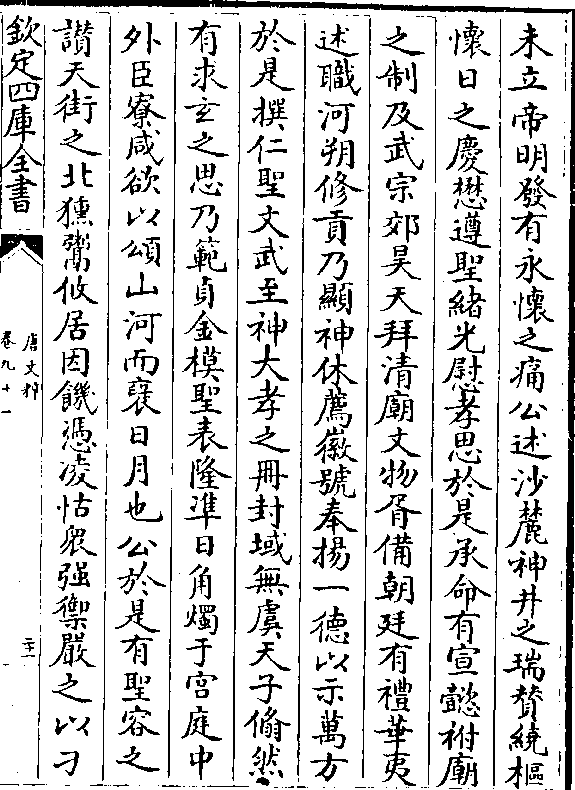 未立帝明發有永懷之痛公述沙麓神井之瑞贊繞樞
懷日之慶懋遵聖緒光慰孝思於是承命有宣懿祔廟
之制及武宗郊昊天拜清廟文物胥備朝廷有禮華夷
述職河朔修貢乃顯神休薦徽號奉揚一德以示萬方
於是撰仁聖文武至神大孝之冊封域無虞天子翛然
有求玄之思乃範貞金模聖表隆準日角燭于宫庭中
外臣寮咸欲以頌山河而襃日月也公於是有聖容之
讃天街之北獯鬻攸居因饑憑凌怙衆强禦嚴之以刁
欽定四庫全書
唐文粹
卷九十一
二十一